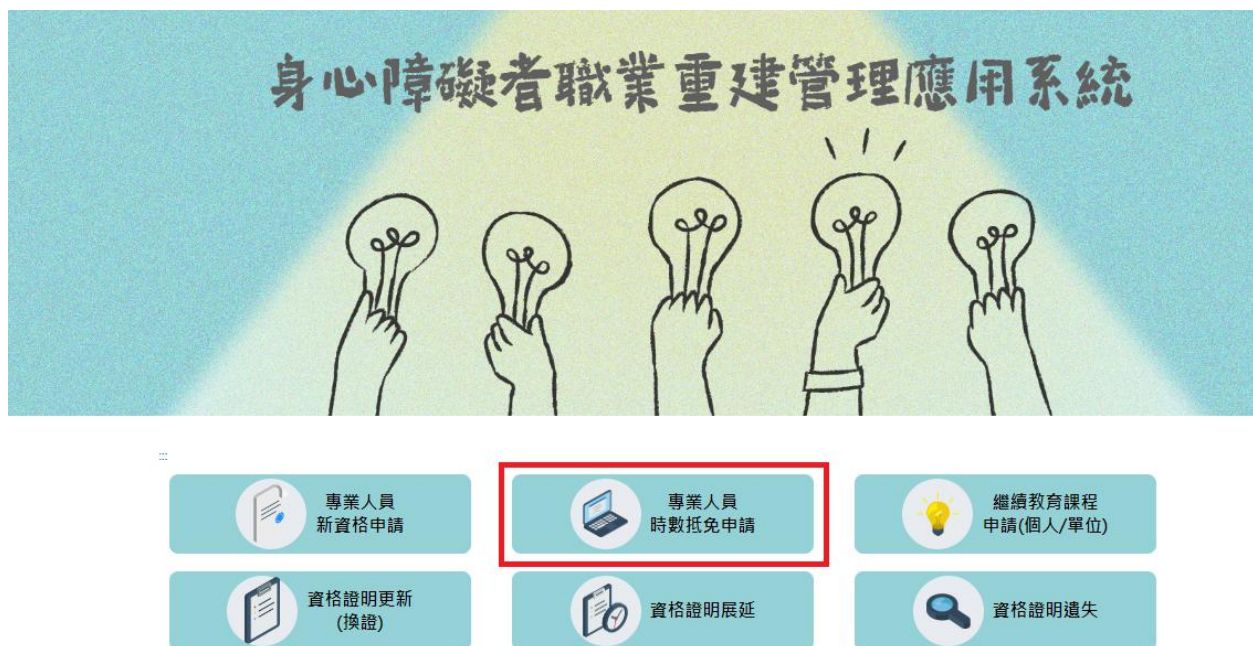 身心障礙者職業重建管理應用系統
:::
專業人員
新資格申請
專業人員
時數抵免申請
繼續教育課程
申請(個人/單位)
資格證明更新
(換證)
資格證明展延
資格證明遺失